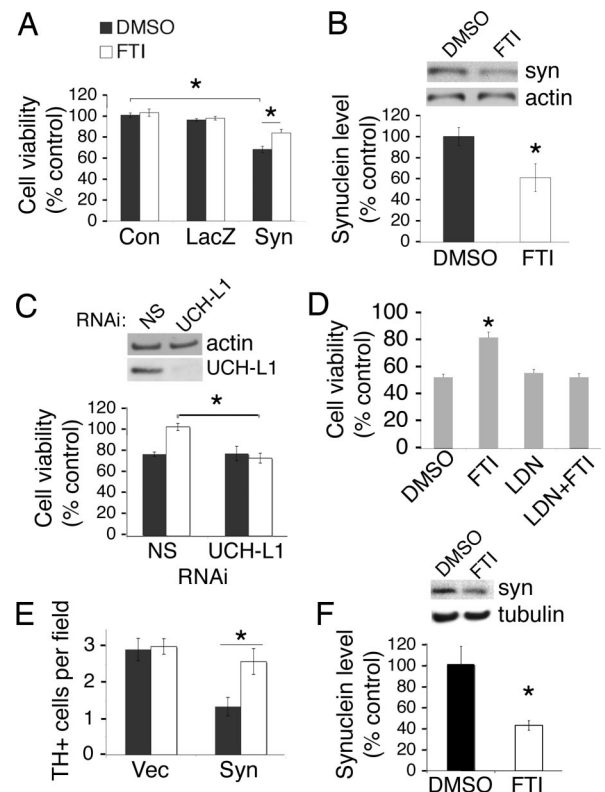 A
DMSO
FTI
Cell viability
(% control)
120
100
80
60
40
20
0
*
*
Con LacZ Syn
B
DMSO FTI
syn
actin
Synuclein level
(% control)
140
120
100
80
60
40
20
0
*
DMSO FTI
C
RNAi: NS UCH-L1
actin
UCH-L1
Cell viability
(% control)
120
100
80
60
40
20
0
*
NS UCH-L1
RNAi
D
Cell viability
(% control)
100
80
60
40
20
0
*
DMSO FTI LDN LDN+FTI
E
TH+ cells per field
3
2
1
0
*
Vec Syn
F
DMSO FTI
syn
tubulin
Synuclein level
(% control)
120
100
80
60
40
20
0
*
DMSO FTI